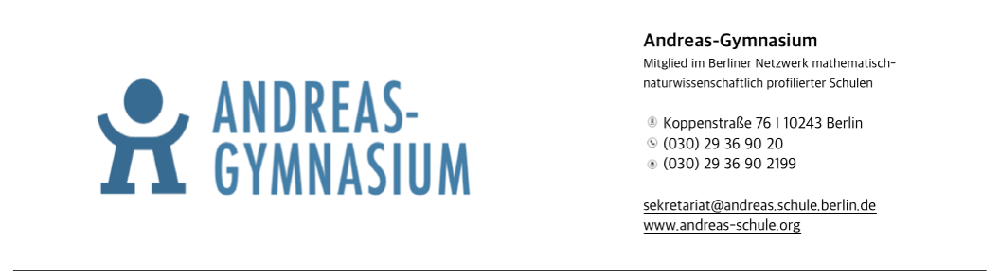 ANDREAS-
GYMNASIUM
Andreas-Gymnasium
Mitglied im Berliner Netzwerk mathematisch-
naturwissenschaftlich profilierter Schulen
Koppenstraße 76 I 10243 Berlin
(030) 29 36 90 20
(030) 29 36 90 2199
sekretariat@andreas.schule.berlin.de
www.andreas-schule.org